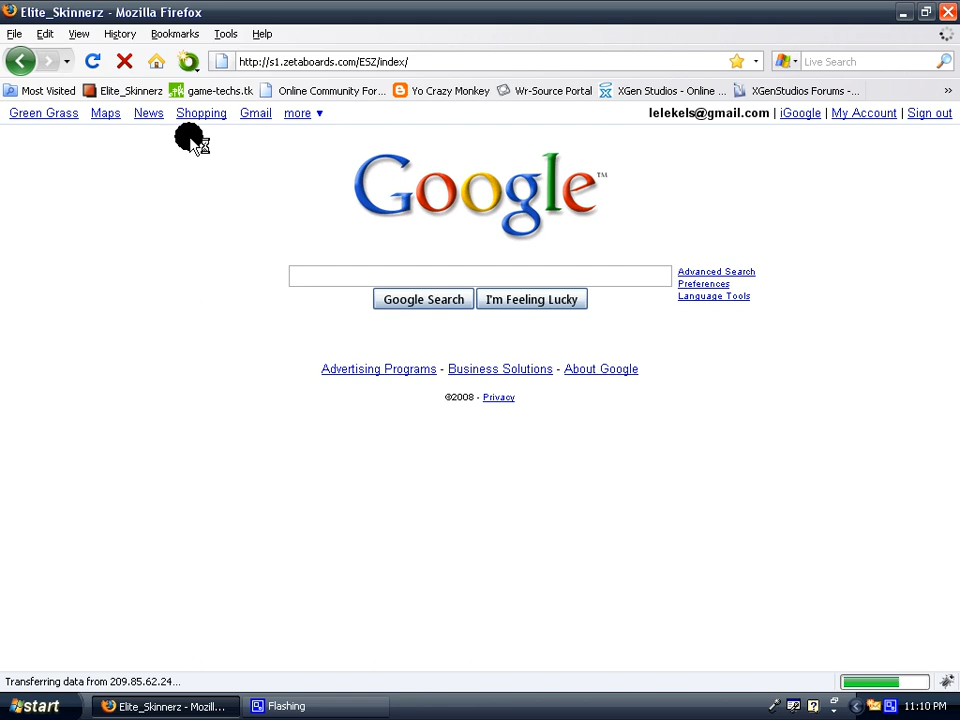 Elite_Skinnerz - Mozilla Firefox
File Edit View History Bookmarks Tools Help
http://s1.zetaboards.com/ESZ/index/ Live Search
Most Visited Elite_Skinnerz game-techs.tk Online Community For... Yo Crazy Monkey Wr-Source Portal XGen Studios - Online ... XGenStudios Forums - ... »
Green Grass Maps News Shopping Gmail more ▼ lelekels@gmail.com | iGoogle | My Account | Sign out
Google™
Advanced Search
Preferences
Language Tools
Google Search I'm Feeling Lucky
Advertising Programs - Business Solutions - About Google
©2008 - Privacy
Transferring data from 209.85.62.24...
start Elite_Skinnerz - Mozill... Flashing 11:10 PM